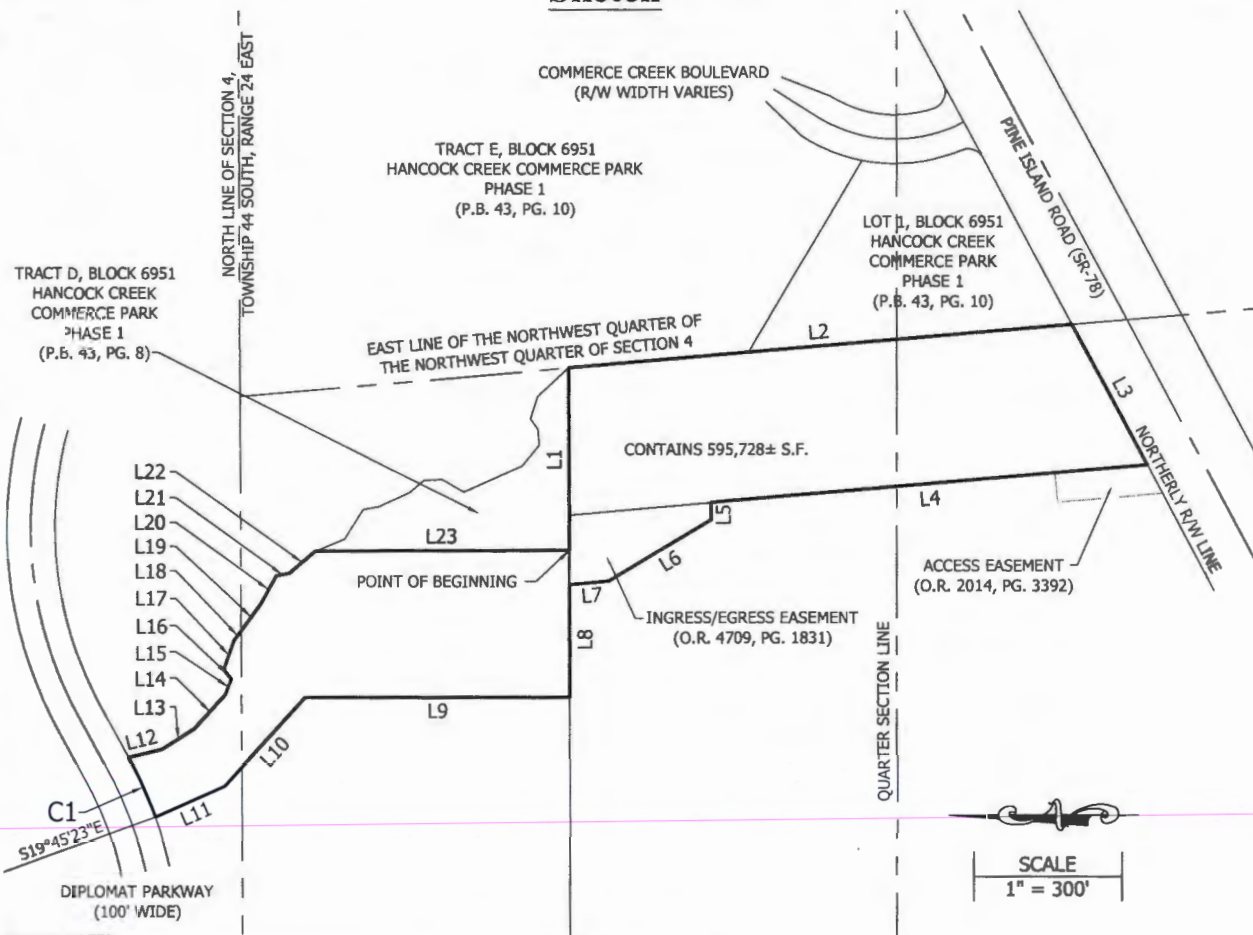 COMMERCE CREEK BOULEVARD
(R/W WIDTH VARIES)
NORTH LINE OF SECTION 4,
TOWNSHIP 44 SOUTH, RANGE 24 EAST
TRACT E, BLOCK 6951
HANCOCK CREEK COMMERCE PARK
PHASE 1
(P.B. 43, PG. 10)
PINE ISLAND ROAD (SR-78)
LOT 1, BLOCK 6951
HANCOCK CREEK
COMMERCE PARK
PHASE 1
(P.B. 43, PG. 10)
TRACT D, BLOCK 6951
HANCOCK CREEK
COMMERCE PARK
PHASE 1
(P.B. 43, PG. 8)
EAST LINE OF THE NORTHWEST QUARTER OF
THE NORTHWEST QUARTER OF SECTION 4
L2
L3
L1
CONTAINS 595,728± S.F.
NORTHERLY R/W LINE
L4
L5
L22
L21
L20
L19
L18
L17
L16
L15
L14
L13
L12
L23
L6
POINT OF BEGINNING
L7
ACCESS EASEMENT
(O.R. 2014, PG. 3392)
INGRESS/EGRESS EASEMENT
(O.R. 4709, PG. 1831)
L8
L9
L10
L11
QUARTER SECTION LINE
C1
S19°45'23"E
DIPLOMAT PARKWAY
(100' WIDE)
SCALE
1" = 300'